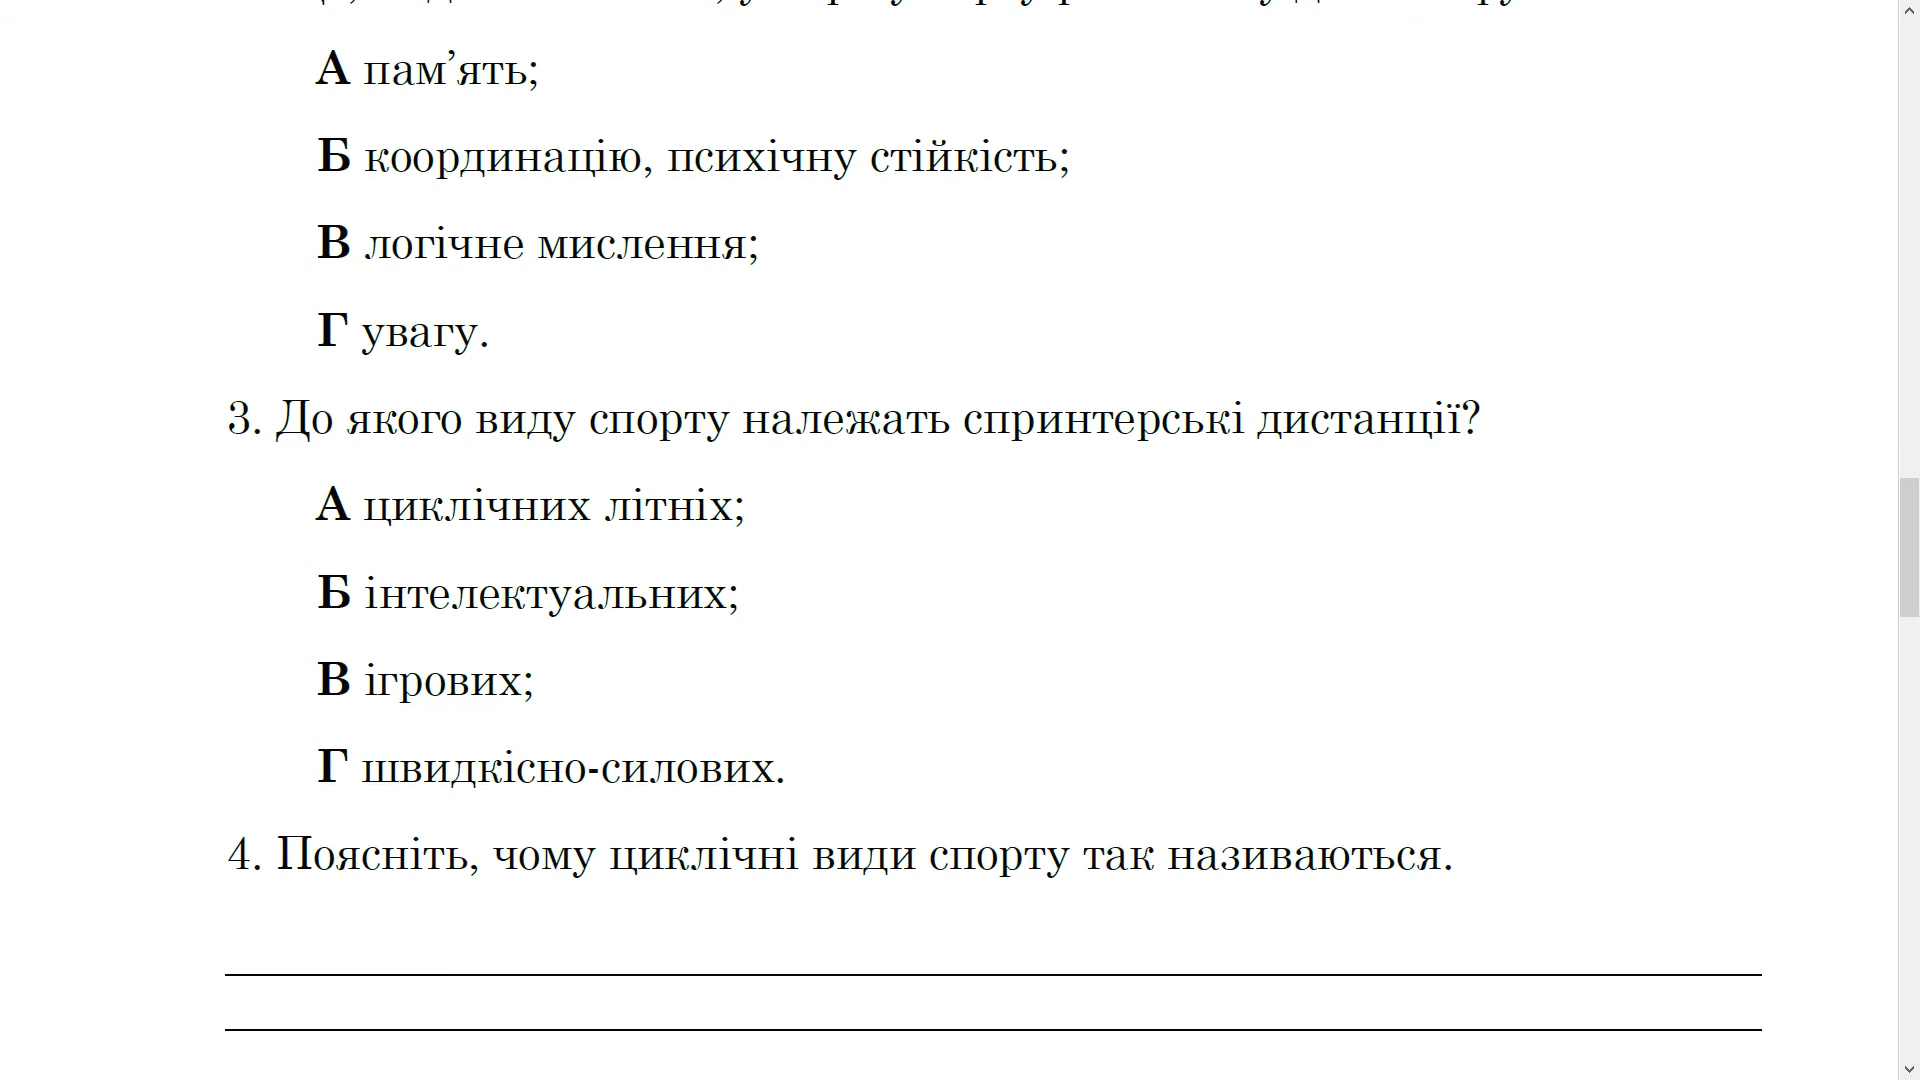 А пам’ять;
Б координацію, психічну стійкість;
В логічне мислення;
Г увагу.
3. До якого виду спорту належать спринтерські дистанції?
А циклічних літніх;
Б інтелектуальних;
В ігрових;
Г швидкісно-силових.
4. Поясніть, чому циклічні види спорту так називаються.